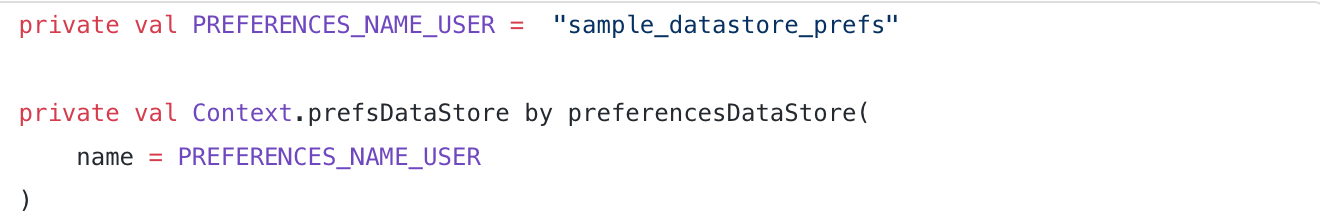 private val PREFERENCES_NAME_USER =  "sample_datastore_prefs"

private val Context.prefsDataStore by preferencesDataStore(
    name = PREFERENCES_NAME_USER
)